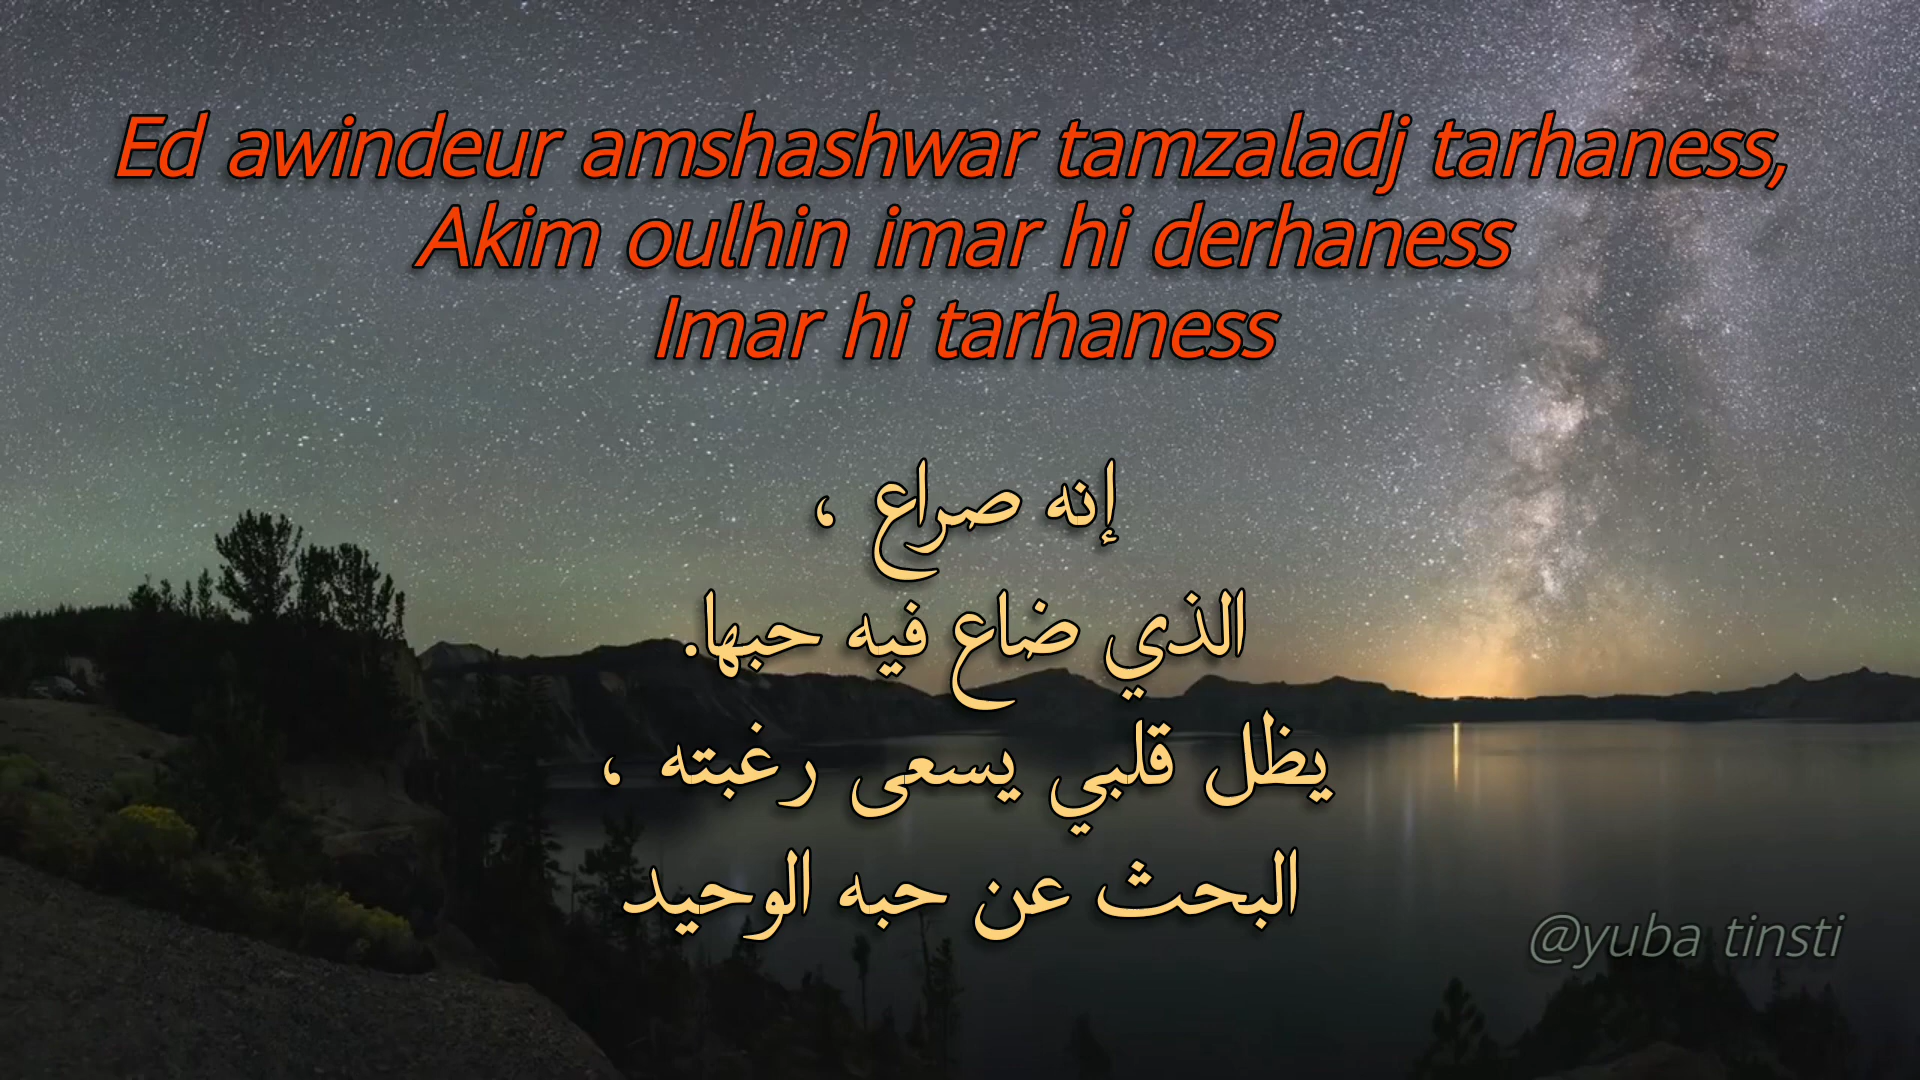 Ed awindeur amshashwar tamzaladj tarhaness,
Akim oulhin imar hi derhaness
Imar hi tarhaness
إنه صراع ،
الذي ضاع فيه حبها.
يظل قلبي يسعى رغبته ،
البحث عن حبه الوحيد
@yuba tinsti